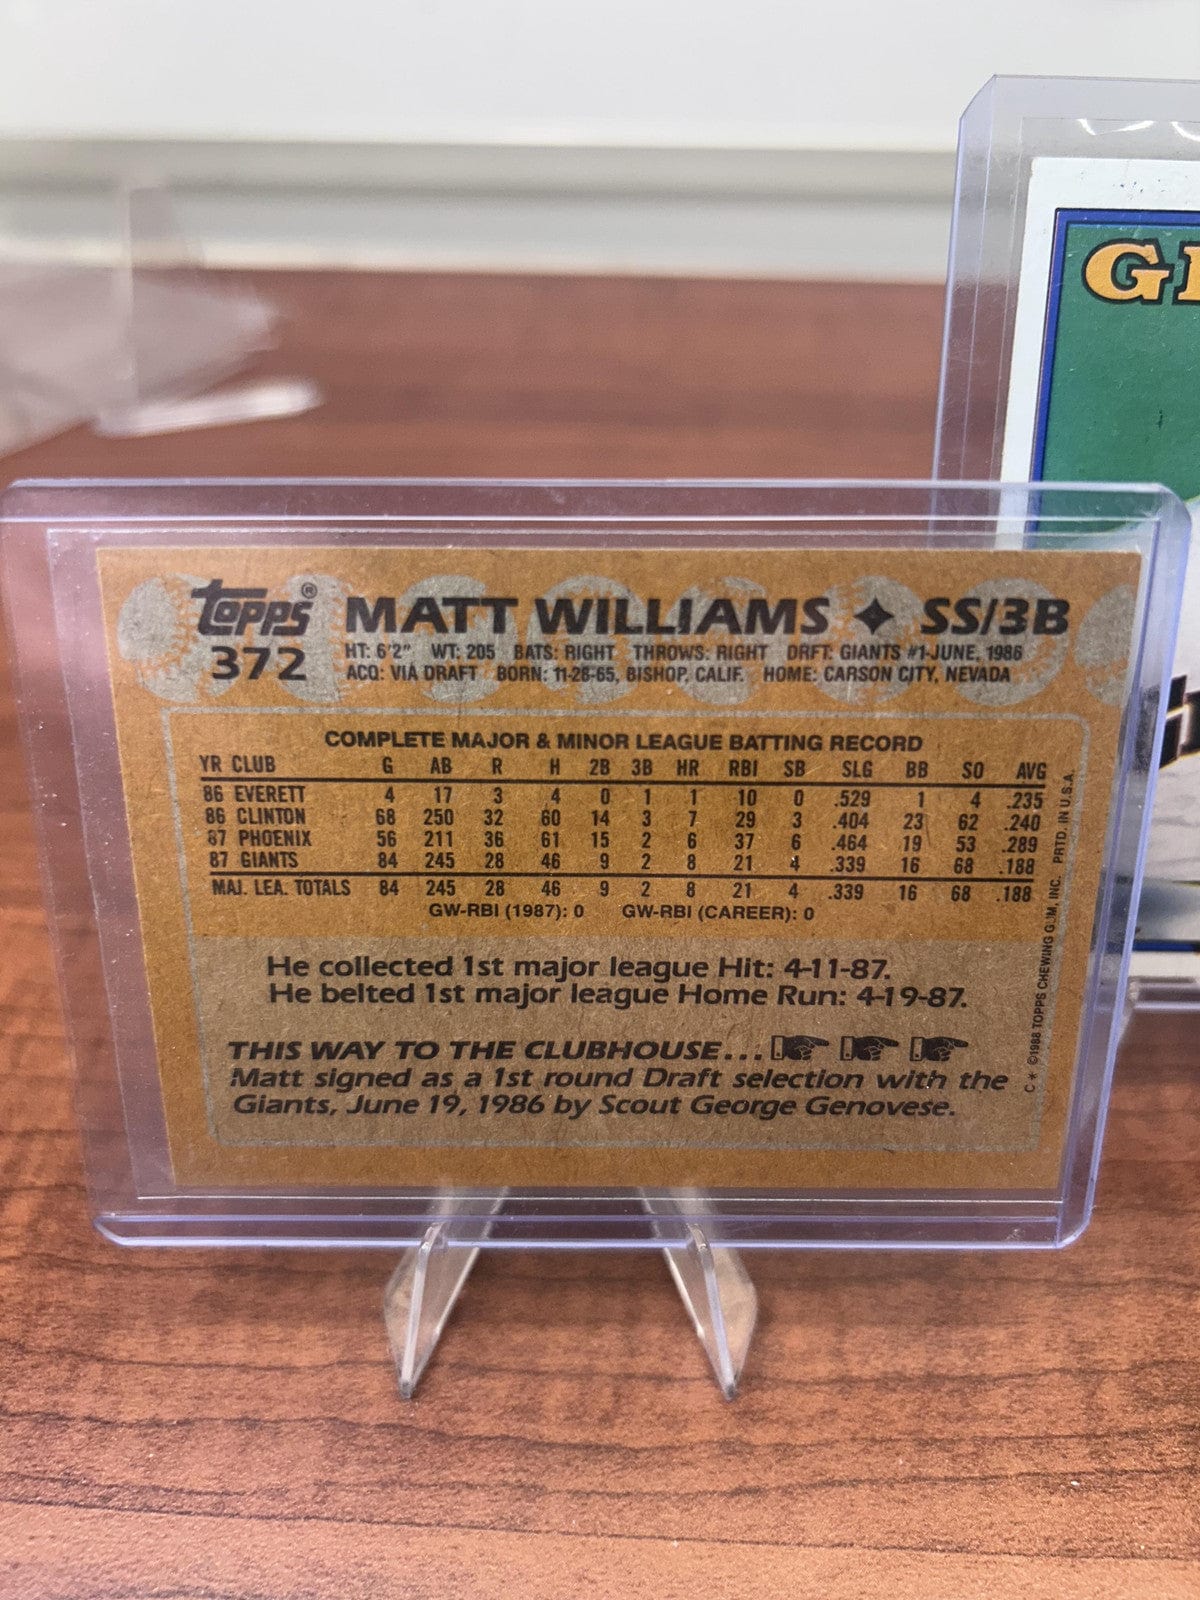 topps® MATT WILLIAMS ✦ SS/3B
372
HT: 6'2" WT: 205 BATS: RIGHT THROWS: RIGHT DRFT: GIANTS #1-JUNE, 1986
ACQ: VIA DRAFT BORN: 11-28-65, BISHOP, CALIF. HOME: CARSON CITY, NEVADA
COMPLETE MAJOR & MINOR LEAGUE BATTING RECORD
YR CLUB G AB R H 2B 3B HR RBI SB SLG BB SO AVG
86 EVERETT 4 17 3 4 0 1 1 10 0 .529 1 4 .235
86 CLINTON 68 250 32 60 14 3 7 29 3 .404 23 62 .240
87 PHOENIX 56 211 36 61 15 2 6 37 6 .464 19 53 .289
87 GIANTS 84 245 28 46 9 2 8 21 4 .339 16 68 .188
MAJ. LEA. TOTALS 84 245 28 46 9 2 8 21 4 .339 16 68 .188
GW-RBI (1987): 0 GW-RBI (CAREER): 0
He collected 1st major league Hit: 4-11-87.
He belted 1st major league Home Run: 4-19-87.
THIS WAY TO THE CLUBHOUSE...
Matt signed as a 1st round Draft selection with the
Giants, June 19, 1986 by Scout George Genovese.
C * ©1988 TOPPS CHEWING GUM, INC. PRTD. IN U.S.A.